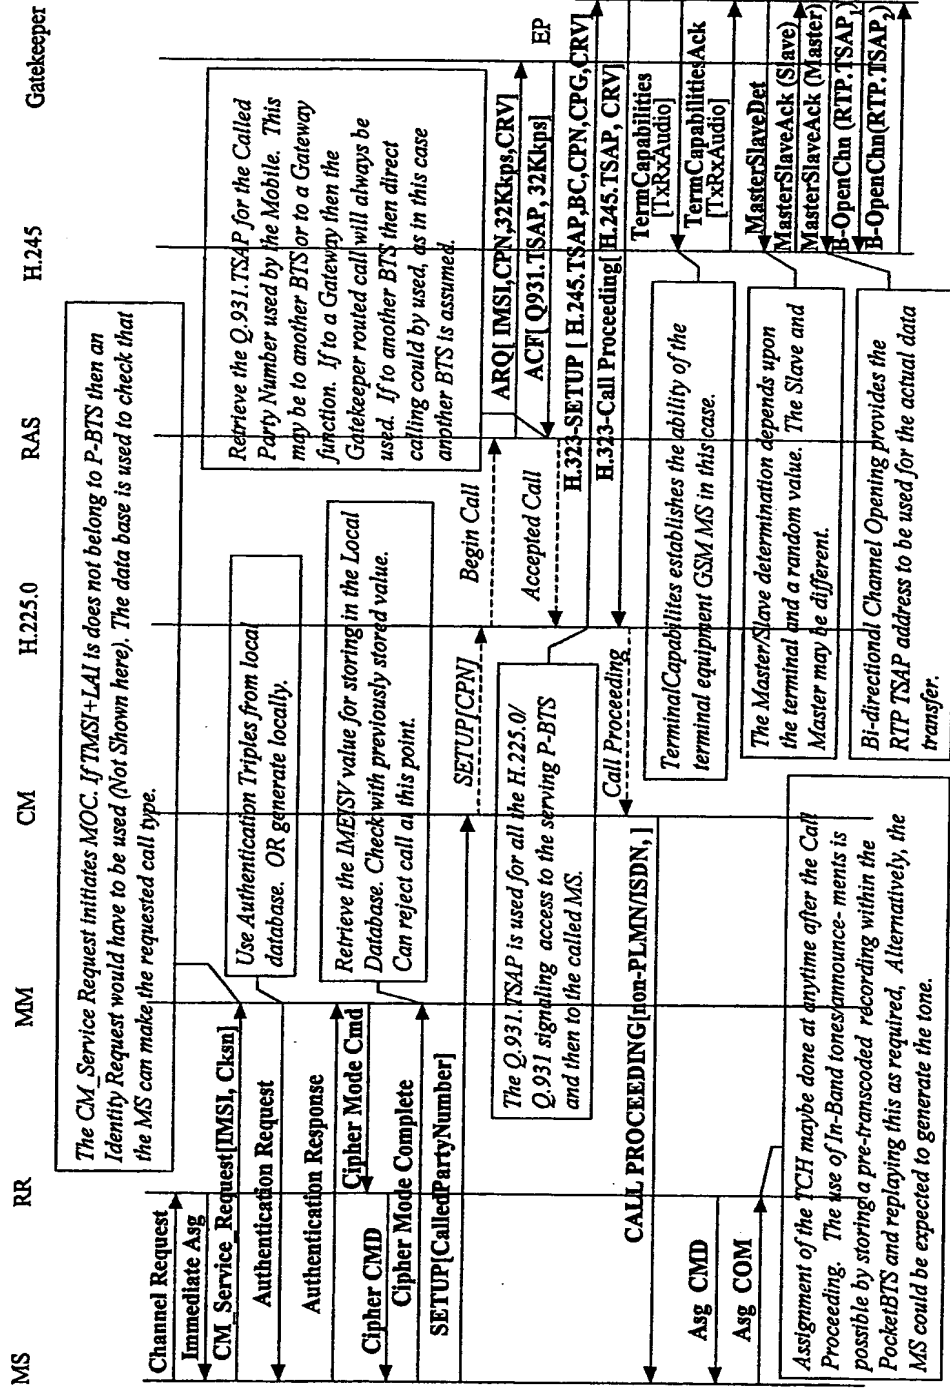 MS
RR
MM
CM
H.225.0
RAS
H.245
Gatekeeper
The CM_Service Request initiates MOC. If TMSI+LAI is does not belong to P-BTS then an
Identity Request would have to be used (Not Shown here). The data base is used to check that
the MS can make the requested call type.
Channel Request
Immediate Asg
CM_Service_Request[IMSI, Cksn]
Use Authentication Triples from local
database. OR generate locally.
Authentication Request
Authentication Response
Retrieve the IMEISV value for storing in the Local
Database. Check with previously stored value.
Can reject call at this point.
Cipher Mode Cmd
Cipher CMD
Cipher Mode Complete
SETUP[CalledPartyNumber]
SETUP[CPN]
Begin Call
Retrieve the Q.931.TSAP for the Called
Party Number used by the Mobile. This
may be to another BTS or to a Gateway
function. If to a Gateway then the
Gatekeeper routed call will always be
used. If to another BTS then direct
calling could by used, as in this case
another BTS is assumed.
ARQ[ IMSI,CPN,32Kkps,CRV]
ACF[ Q931.TSAP, 32Kkps]
EP
Accepted Call
The Q.931.TSAP is used for all the H.225.0/
Q.931 signaling access to the serving P-BTS
and then to the called MS.
H.323-SETUP [ H.245.TSAP,BC,CPN,CPG,CRV]
H.323-Call Proceeding[ H.245.TSAP, CRV]
Call Proceeding
CALL PROCEEDING[non-PLMN/ISDN, ]
TermCapabilities
[TxRxAudio]
TermCapabilitiesAck
[TxRxAudio]
TerminalCapabilites establishes the ability of the
terminal equipment GSM MS in this case.
Asg CMD
Asg COM
MasterSlaveDet
MasterSlaveAck (Slave)
MasterSlaveAck (Master)
The Master/Slave determination depends upon
the terminal and a random value. The Slave and
Master may be different.
B-OpenChn (RTP.TSAP1)
B-OpenChn(RTP.TSAP2)
Bi-directional Channel Opening provides the
RTP TSAP address to be used for the actual data
transfer.
Assignment of the TCH maybe done at anytime after the Call
Proceeding. The use of In-Band tones/announce- ments is
possible by storing a pre-transcoded recording within the
PocketBTS and replaying this as required, Alternatively, the
MS could be expected to generate the tone.